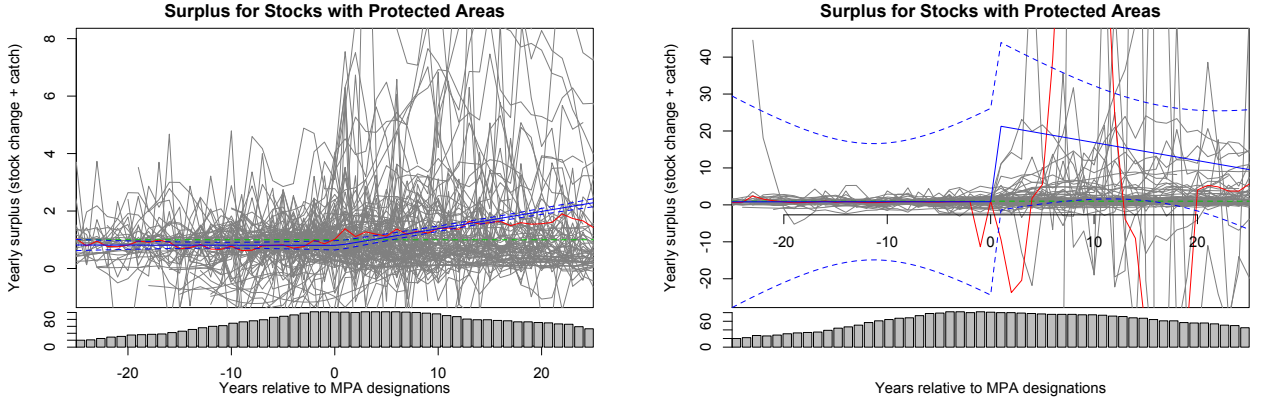 Surplus for Stocks with Protected Areas
Yearly surplus (stock change + catch)
8
6
4
2
0
80
0
-20 -10 0 10 20
Years relative to MPA designations
Surplus for Stocks with Protected Areas
Yearly surplus (stock change + catch)
40
30
20
10
0
-10
-20
-20 -10 0 10 20
60
0
Years relative to MPA designations